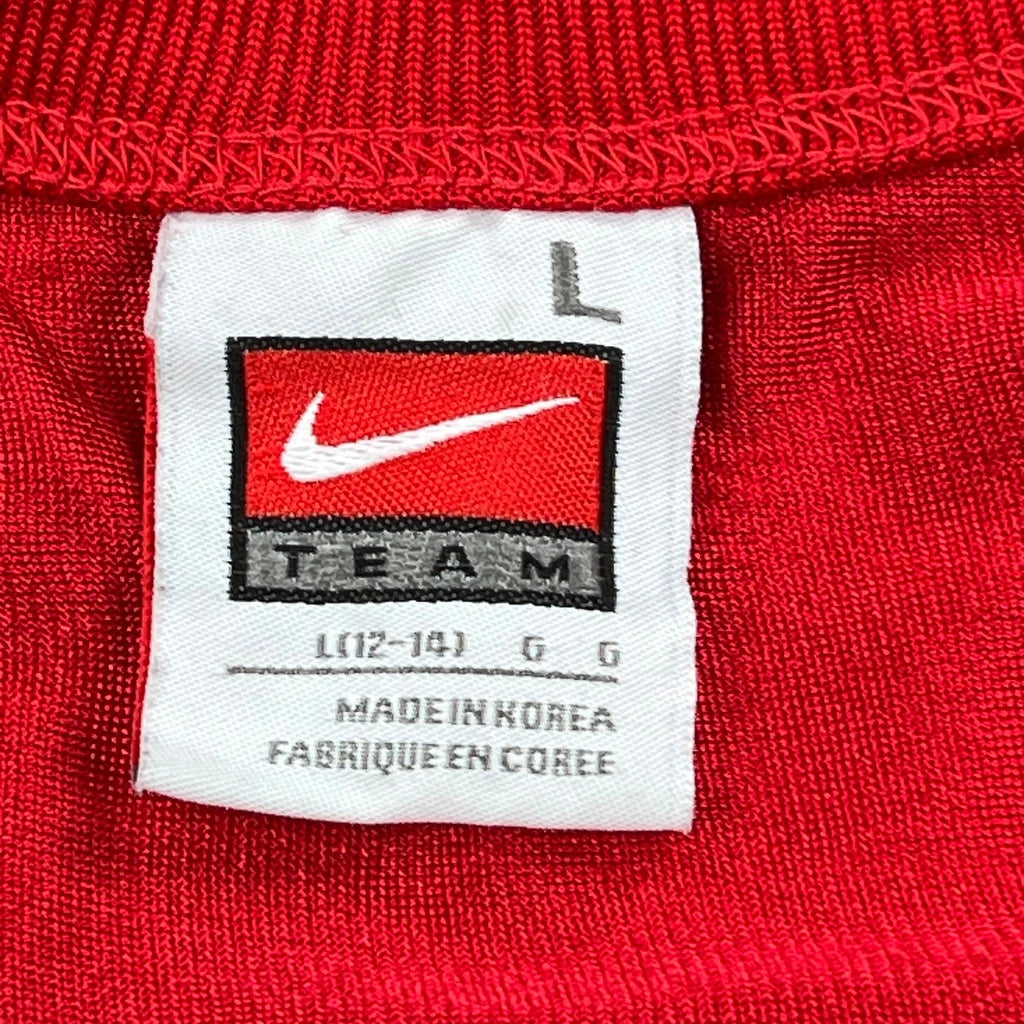 L
TEAM
L(12-14) G G
MADE IN KOREA
FABRIQUE EN COREE